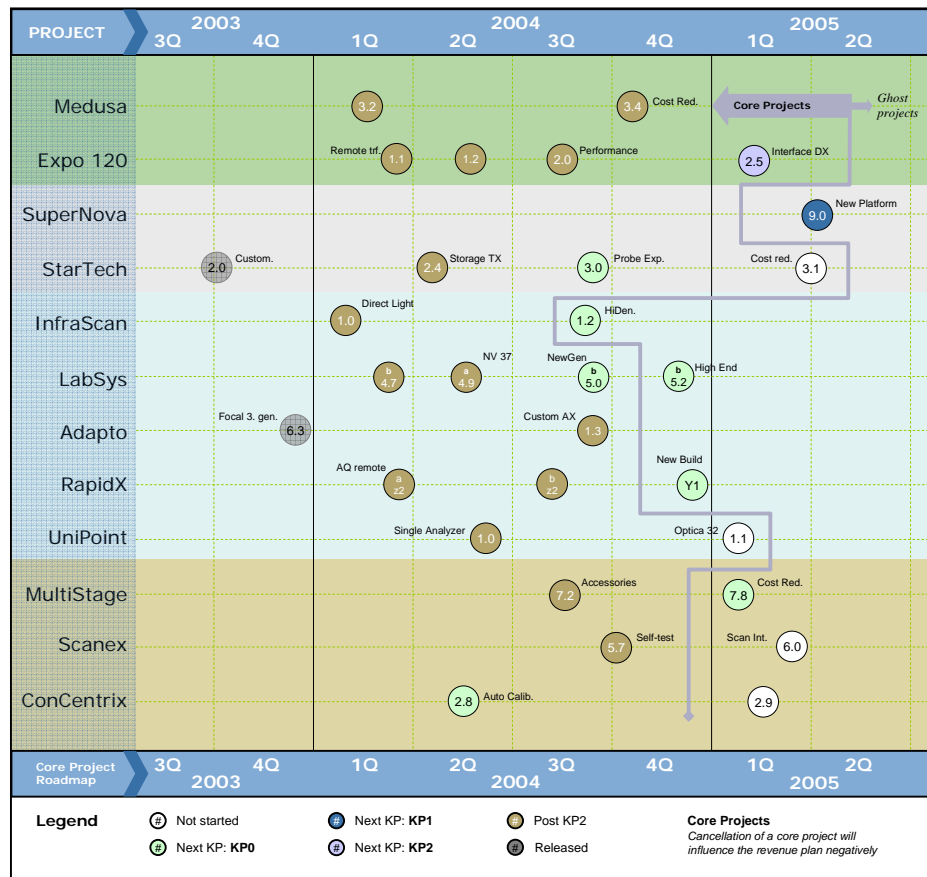 PROJECT
2003
2004
2005
3Q 4Q 1Q 2Q 3Q 4Q 1Q 2Q
Medusa
3.2
3.4
Cost Red.
Core Projects
Ghost
projects
Expo 120
Remote trf.
1.1
1.2
2.0
Performance
2.5
Interface DX
SuperNova
9.0
New Platform
StarTech
2.0
Custom.
2.4
Storage TX
3.0
Probe Exp.
Cost red.
3.1
InfraScan
1.0
Direct Light
1.2
HiDen.
LabSys
b
4.7
a
4.9
NV 37
NewGen
b
5.0
b
5.2
High End
Adapto
Focal 3. gen.
6.3
Custom AX
1.3
RapidX
AQ remote
a
z2
b
z2
New Build
Y1
UniPoint
Single Analyzer
1.0
Optica 32
1.1
MultiStage
7.2
Accessories
7.8
Cost Red.
Scanex
5.7
Self-test
Scan Int.
6.0
ConCentrix
2.8
Auto Calib.
2.9
Core Project
Roadmap
3Q 4Q 1Q 2Q 3Q 4Q 1Q 2Q
2003
2004
2005
Legend
# Not started
# Next KP: KP1
# Post KP2
# Next KP: KP0
# Next KP: KP2
# Released
Core Projects
Cancellation of a core project will
influence the revenue plan negatively